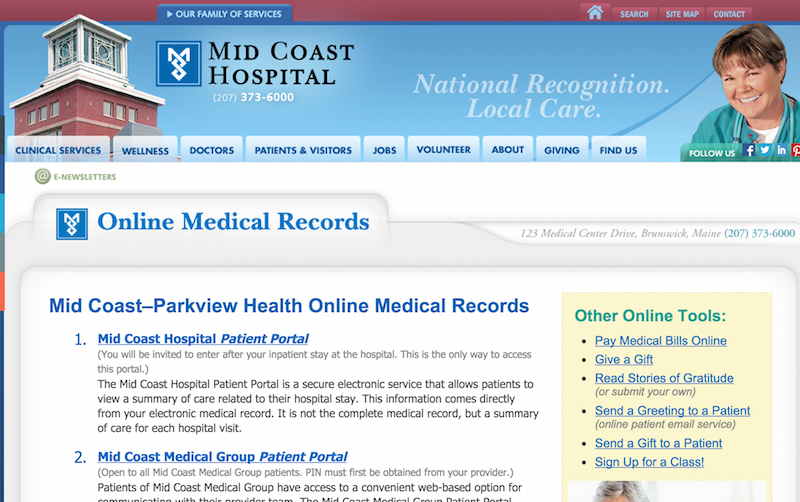 OUR FAMILY OF SERVICES
SEARCH
SITE MAP
CONTACT
MID COAST
HOSPITAL
(207) 373-6000
National Recognition.
Local Care.
CLINICAL SERVICES
WELLNESS
DOCTORS
PATIENTS & VISITORS
JOBS
VOLUNTEER
ABOUT
GIVING
FIND US
FOLLOW US
@ E-NEWSLETTERS
Online Medical Records
123 Medical Center Drive, Brunswick, Maine (207) 373-6000
Mid Coast–Parkview Health Online Medical Records
1. Mid Coast Hospital Patient Portal
(You will be invited to enter after your inpatient stay at the hospital. This is the only way to access
this portal.)
The Mid Coast Hospital Patient Portal is a secure electronic service that allows patients to
view a summary of care related to their hospital stay. This information comes directly
from your electronic medical record. It is not the complete medical record, but a summary
of care for each hospital visit.
2. Mid Coast Medical Group Patient Portal
(Open to all Mid Coast Medical Group patients. PIN must first be obtained from your provider.)
Patients of Mid Coast Medical Group have access to a convenient web-based option for
communicating with their provider team. The Mid Coast Medical Group Patient Portal
Other Online Tools:
Pay Medical Bills Online
Give a Gift
Read Stories of Gratitude
(or submit your own)
Send a Greeting to a Patient
(online patient email service)
Send a Gift to a Patient
Sign Up for a Class!